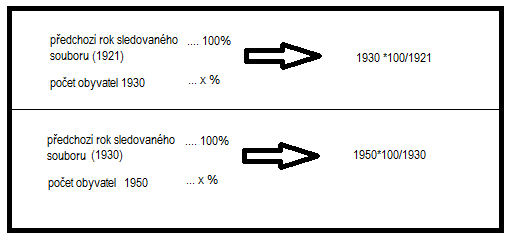 předchozi rok sledovaného .... 100%
souboru (1921)
1930 *100/1921
počet obyvatel 1930 ... x %
předchozi rok sledovaného .... 100%
souboru (1930)
1950*100/1930
počet obyvatel 1950 ... x %